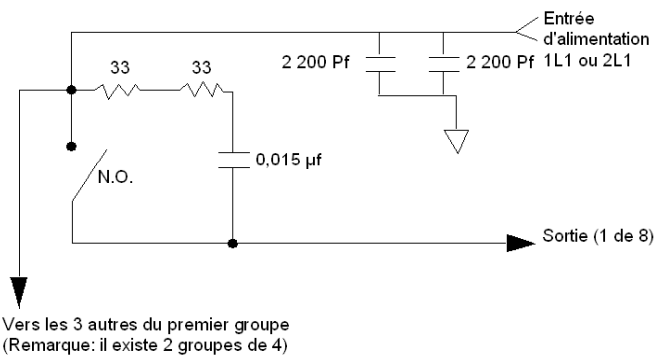 Entrée
d'alimentation
1L1 ou 2L1
33
33
2 200 Pf
2 200 Pf
0,015 µf
N.O.
Sortie (1 de 8)
Vers les 3 autres du premier groupe
(Remarque: il existe 2 groupes de 4)